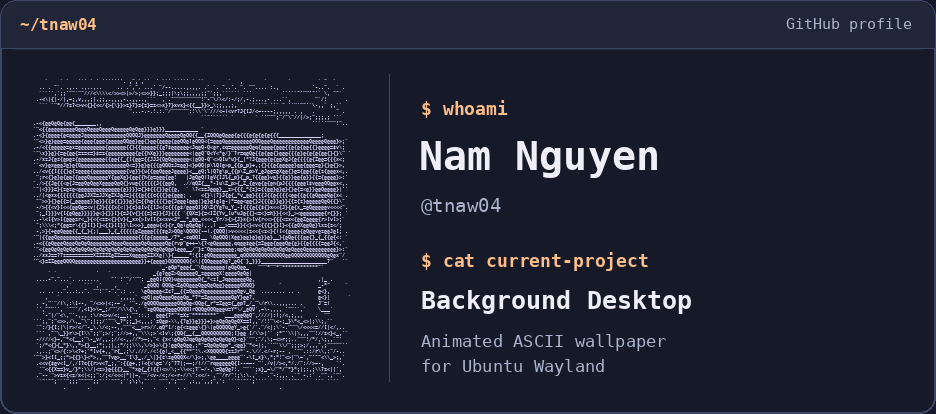 ~/tnaw04
GitHub profile
$ whoami
Nam Nguyen
@tnaw04
$ cat current-project
Background Desktop
Animated ASCII wallpaper
for Ubuntu Wayland